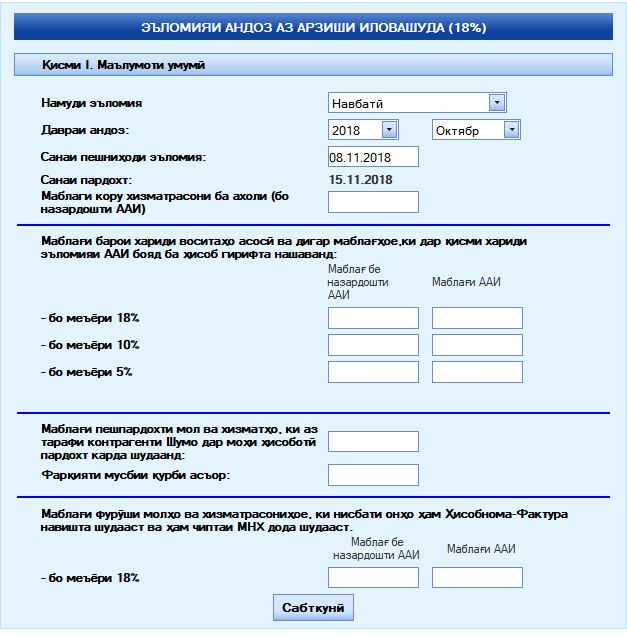 ЭЪЛОМИЯИ АНДОЗ АЗ АРЗИШИ ИЛОВАШУДА (18%)
Қисми I. Маълумоти умумӣ
Намуди эъломия Навбатӣ
Давраи андоз: 2018 Октябр
Санаи пешниҳоди эъломия: 08.11.2018
Санаи пардохт: 15.11.2018
Маблаги кору хизматрасони ба ахоли (бо
назардошти ААИ)
Маблағи барои хариди воситаҳо асосӣ ва дигар маблағҳое,ки дар қисми хариди
эъломияи ААИ бояд ба ҳисоб гирифта нашаванд:
Маблағ бе
назардошти
ААИ
Маблағи ААИ
- бо меъёри 18%
- бо меъёри 10%
- бо меъёри 5%
Маблағи пешпардохти мол ва хизматҳо, ки аз
тарафи контрагенти Шумо дар моҳи ҳисоботӣ
пардохт карда шудаанд:
Фарқияти мусбии қурби асъор:
Маблағи фурӯши молҳо ва хизматрасониҳое, ки нисбати онҳо ҳам Ҳисобнома-Фактура
навишта шудааст ва ҳам чиптаи МНХ дода шудааст.
Маблағ бе
назардошти ААИ
Маблағи ААИ
- бо меъёри 18%
Сабткунӣ